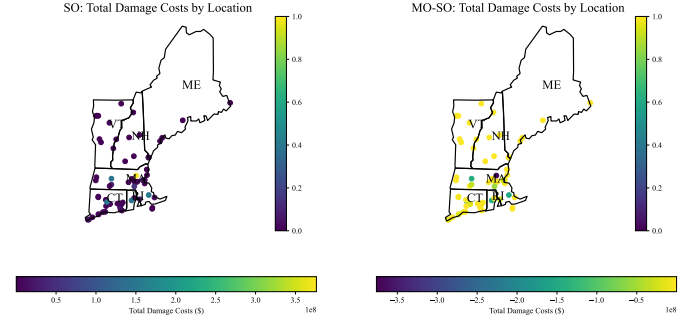 SO: Total Damage Costs by Location
ME
VT
NH
MA
CT
RI
1.0
0.8
0.6
0.4
0.2
0.0
0.5
1.0
1.5
2.0
2.5
3.0
3.5
Total Damage Costs ($)
1e8
MO-SO: Total Damage Costs by Location
ME
VT
NH
MA
CT
RI
1.0
0.8
0.6
0.4
0.2
0.0
−3.5
−3.0
−2.5
−2.0
−1.5
−1.0
−0.5
Total Damage Costs ($)
1e8